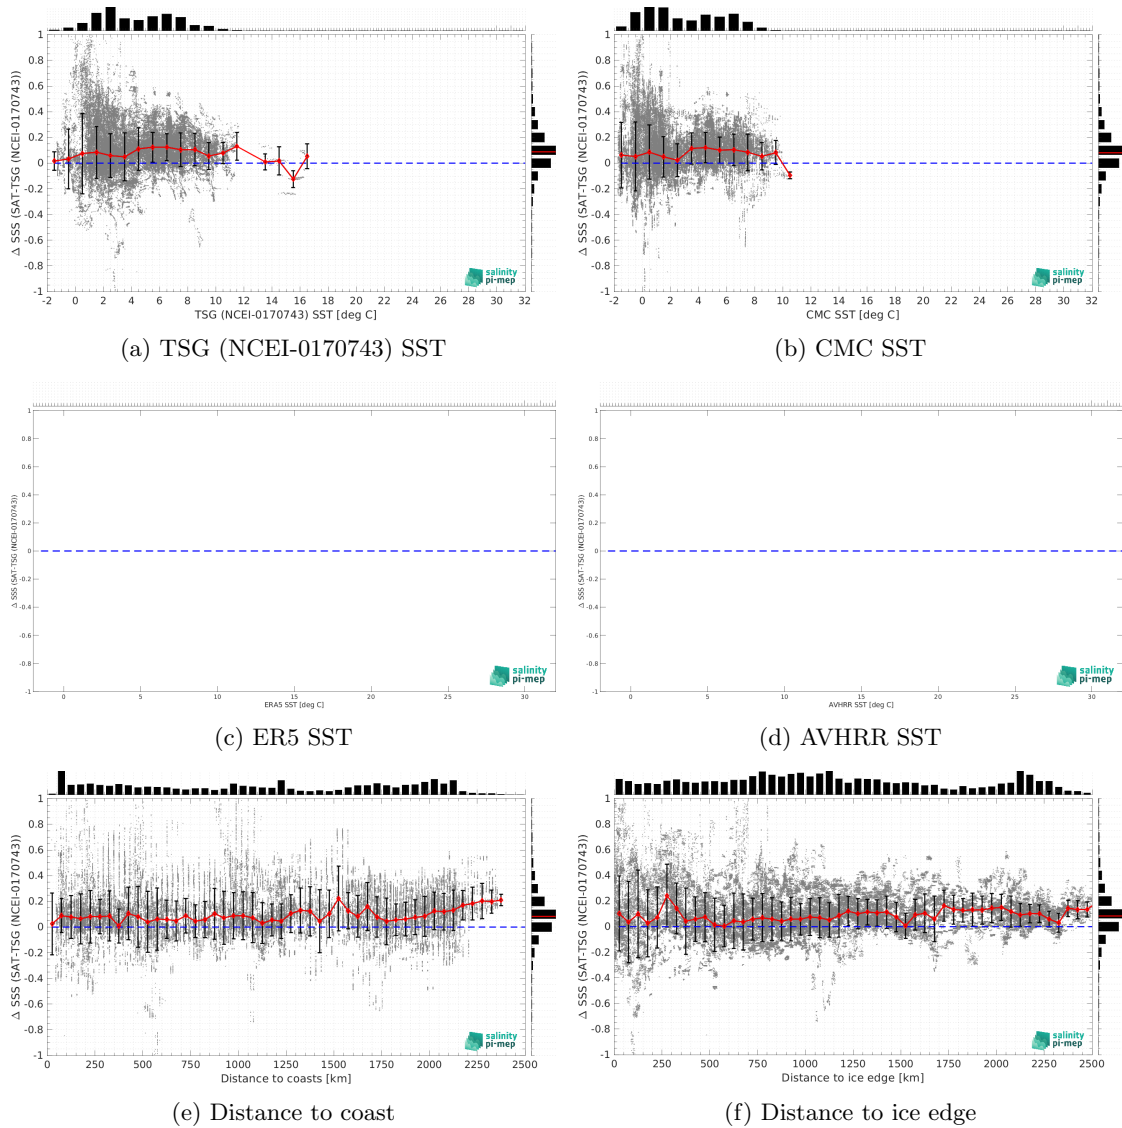 Δ SSS (SAT-TSG (NCEI-0170743))
1
0.8
0.6
0.4
0.2
0
-0.2
-0.4
-0.6
-0.8
-1
-2 0 2 4 6 8 10 12 14 16 18 20 22 24 26 28 30 32
TSG (NCEI-0170743) SST [deg C]
salinity
pi-mep
(a) TSG (NCEI-0170743) SST
Δ SSS (SAT-TSG (NCEI-0170743))
1
0.8
0.6
0.4
0.2
0
-0.2
-0.4
-0.6
-0.8
-1
-2 0 2 4 6 8 10 12 14 16 18 20 22 24 26 28 30 32
CMC SST [deg C]
salinity
pi-mep
(b) CMC SST
Δ SSS (SAT-TSG (NCEI-0170743))
1
0.8
0.6
0.4
0.2
0
-0.2
-0.4
-0.6
-0.8
-1
0 5 10 15 20 25 30
ERA5 SST [deg C]
salinity
pi-mep
(c) ER5 SST
Δ SSS (SAT-TSG (NCEI-0170743))
1
0.8
0.6
0.4
0.2
0
-0.2
-0.4
-0.6
-0.8
-1
0 5 10 15 20 25 30
AVHRR SST [deg C]
salinity
pi-mep
(d) AVHRR SST
Δ SSS (SAT-TSG (NCEI-0170743))
1
0.8
0.6
0.4
0.2
0
-0.2
-0.4
-0.6
-0.8
-1
0 250 500 750 1000 1250 1500 1750 2000 2250 2500
Distance to coasts [km]
salinity
pi-mep
(e) Distance to coast
Δ SSS (SAT-TSG (NCEI-0170743))
1
0.8
0.6
0.4
0.2
0
-0.2
-0.4
-0.6
-0.8
-1
0 250 500 750 1000 1250 1500 1750 2000 2250 2500
Distance to ice edge [km]
salinity
pi-mep
(f) Distance to ice edge